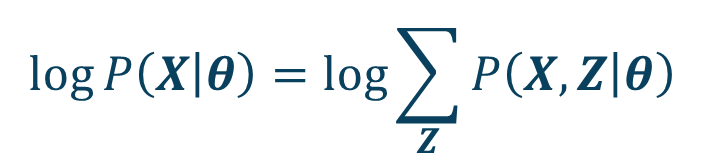 log P(X|θ) = log ∑_Z P(X, Z|θ)